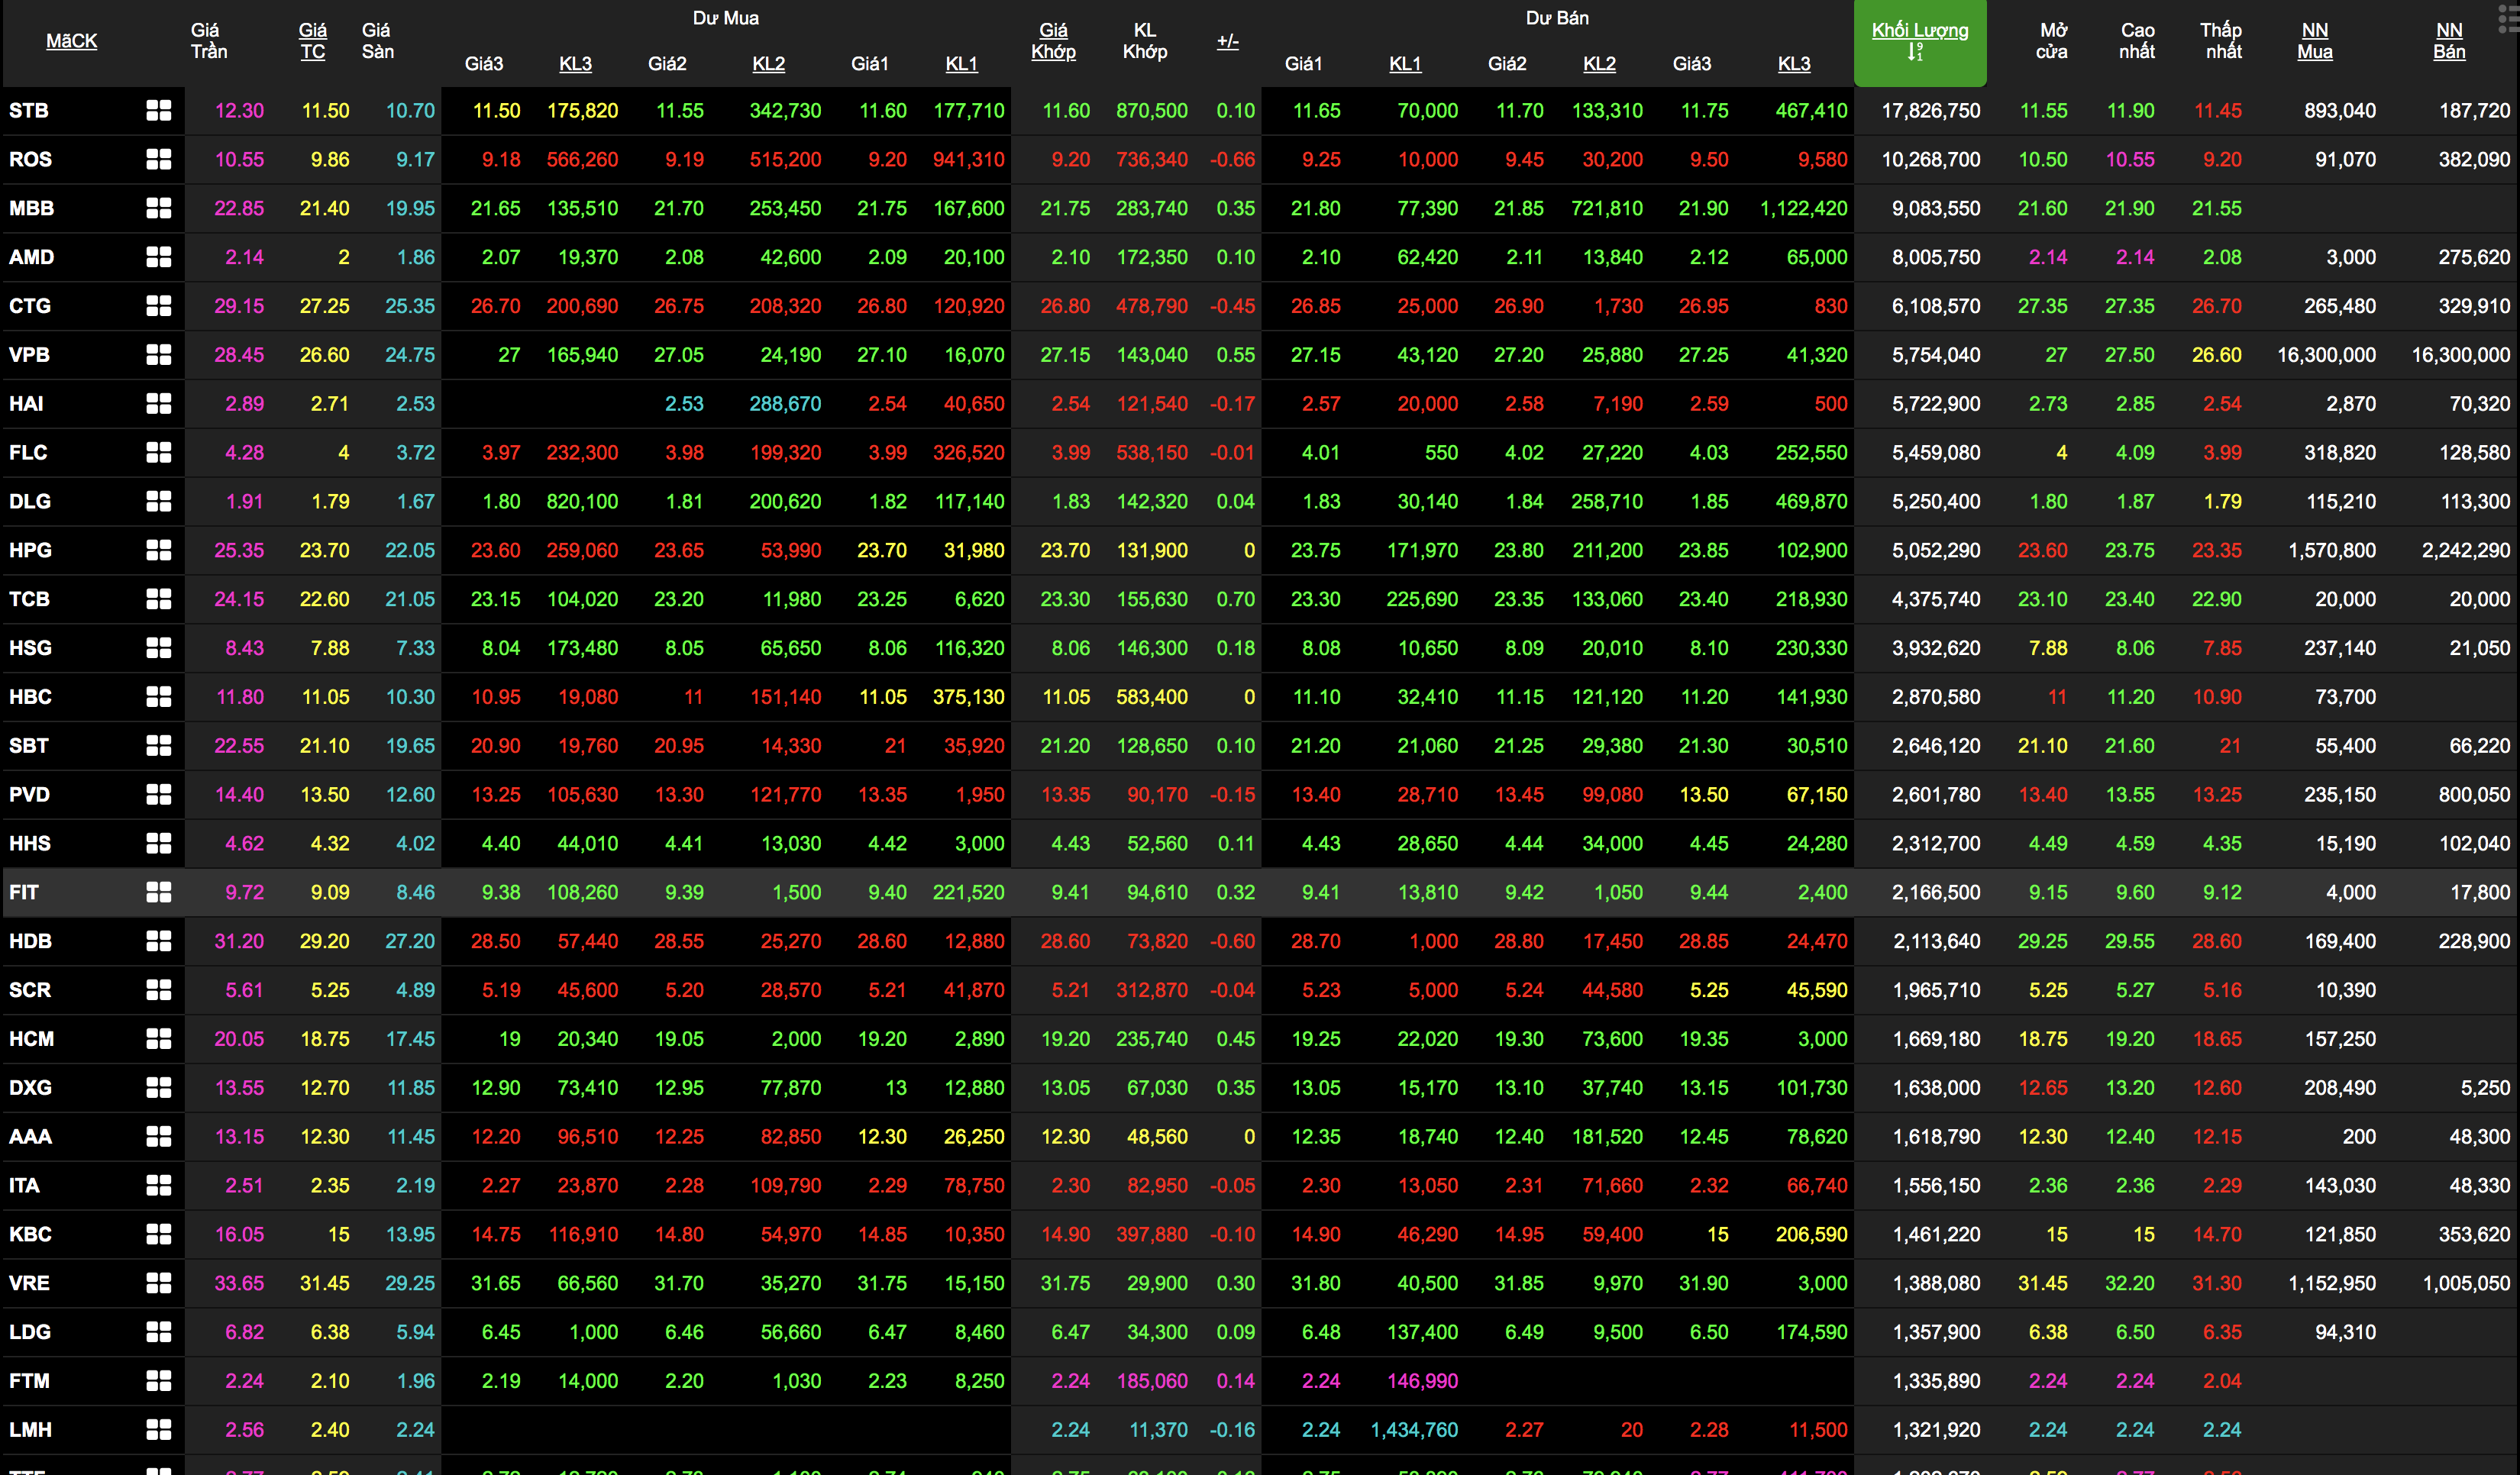 MãCK Giá Trần Giá TC Giá Sàn Dư Mua Giá3 KL3 Giá2 KL2 Giá1 KL1 Giá Khớp KL Khớp +/- Dư Bán Giá1 KL1 Giá2 KL2 Giá3 KL3 Khối Lượng Mở cửa Cao nhất Thấp nhất NN Mua NN Bán
STB 12.30 11.50 10.70 11.50 175,820 11.55 342,730 11.60 177,710 11.60 870,500 0.10 11.65 70,000 11.70 133,310 11.75 467,410 17,826,750 11.55 11.90 11.45 893,040 187,720
ROS 10.55 9.86 9.17 9.18 566,260 9.19 515,200 9.20 941,310 9.20 736,340 -0.66 9.25 10,000 9.45 30,200 9.50 9,580 10,268,700 10.50 10.55 9.20 91,070 382,090
MBB 22.85 21.40 19.95 21.65 135,510 21.70 253,450 21.75 167,600 21.75 283,740 0.35 21.80 77,390 21.85 721,810 21.90 1,122,420 9,083,550 21.60 21.90 21.55
AMD 2.14 2 1.86 2.07 19,370 2.08 42,600 2.09 20,100 2.10 172,350 0.10 2.10 62,420 2.11 13,840 2.12 65,000 8,005,750 2.14 2.14 2.08 3,000 275,620
CTG 29.15 27.25 25.35 26.70 200,690 26.75 208,320 26.80 120,920 26.80 478,790 -0.45 26.85 25,000 26.90 1,730 26.95 830 6,108,570 27.35 27.35 26.70 265,480 329,910
VPB 28.45 26.60 24.75 27 165,940 27.05 24,190 27.10 16,070 27.15 143,040 0.55 27.15 43,120 27.20 25,880 27.25 41,320 5,754,040 27 27.50 26.60 16,300,000 16,300,000
HAI 2.89 2.71 2.53 2.53 288,670 2.54 40,650 2.54 121,540 -0.17 2.57 20,000 2.58 7,190 2.59 500 5,722,900 2.73 2.85 2.54 2,870 70,320
FLC 4.28 4 3.72 3.97 232,300 3.98 199,320 3.99 326,520 3.99 538,150 -0.01 4.01 550 4.02 27,220 4.03 252,550 5,459,080 4 4.09 3.99 318,820 128,580
DLG 1.91 1.79 1.67 1.80 820,100 1.81 200,620 1.82 117,140 1.83 142,320 0.04 1.83 30,140 1.84 258,710 1.85 469,870 5,250,400 1.80 1.87 1.79 115,210 113,300
HPG 25.35 23.70 22.05 23.60 259,060 23.65 53,990 23.70 31,980 23.70 131,900 0 23.75 171,970 23.80 211,200 23.85 102,900 5,052,290 23.60 23.75 23.35 1,570,800 2,242,290
TCB 24.15 22.60 21.05 23.15 104,020 23.20 11,980 23.25 6,620 23.30 155,630 0.70 23.30 225,690 23.35 133,060 23.40 218,930 4,375,740 23.10 23.40 22.90 20,000 20,000
HSG 8.43 7.88 7.33 8.04 173,480 8.05 65,650 8.06 116,320 8.06 146,300 0.18 8.08 10,650 8.09 20,010 8.10 230,330 3,932,620 7.88 8.06 7.85 237,140 21,050
HBC 11.80 11.05 10.30 10.95 19,080 11 151,140 11.05 375,130 11.05 583,400 0 11.10 32,410 11.15 121,120 11.20 141,930 2,870,580 11 11.20 10.90 73,700
SBT 22.55 21.10 19.65 20.90 19,760 20.95 14,330 21 35,920 21.20 128,650 0.10 21.20 21,060 21.25 29,380 21.30 30,510 2,646,120 21.10 21.60 21 55,400 66,220
PVD 14.40 13.50 12.60 13.25 105,630 13.30 121,770 13.35 1,950 13.35 90,170 -0.15 13.40 28,710 13.45 99,080 13.50 67,150 2,601,780 13.40 13.55 13.25 235,150 800,050
HHS 4.62 4.32 4.02 4.40 44,010 4.41 13,030 4.42 3,000 4.43 52,560 0.11 4.43 28,650 4.44 34,000 4.45 24,280 2,312,700 4.49 4.59 4.35 15,190 102,040
FIT 9.72 9.09 8.46 9.38 108,260 9.39 1,500 9.40 221,520 9.41 94,610 0.32 9.41 13,810 9.42 1,050 9.44 2,400 2,166,500 9.15 9.60 9.12 4,000 17,800
HDB 31.20 29.20 27.20 28.50 57,440 28.55 25,270 28.60 12,880 28.60 73,820 -0.60 28.70 1,000 28.80 17,450 28.85 24,470 2,113,640 29.25 29.55 28.60 169,400 228,900
SCR 5.61 5.25 4.89 5.19 45,600 5.20 28,570 5.21 41,870 5.21 312,870 -0.04 5.23 5,000 5.24 44,580 5.25 45,590 1,965,710 5.25 5.27 5.16 10,390
HCM 20.05 18.75 17.45 19 20,340 19.05 2,000 19.20 2,890 19.20 235,740 0.45 19.25 22,020 19.30 73,600 19.35 3,000 1,669,180 18.75 19.20 18.65 157,250
DXG 13.55 12.70 11.85 12.90 73,410 12.95 77,870 13 12,880 13.05 67,030 0.35 13.05 15,170 13.10 37,740 13.15 101,730 1,638,000 12.65 13.20 12.60 208,490 5,250
AAA 13.15 12.30 11.45 12.20 96,510 12.25 82,850 12.30 26,250 12.30 48,560 0 12.35 18,740 12.40 181,520 12.45 78,620 1,618,790 12.30 12.40 12.15 200 48,300
ITA 2.51 2.35 2.19 2.27 23,870 2.28 109,790 2.29 78,750 2.30 82,950 -0.05 2.30 13,050 2.31 71,660 2.32 66,740 1,556,150 2.36 2.36 2.29 143,030 48,330
KBC 16.05 15 13.95 14.75 116,910 14.80 54,970 14.85 10,350 14.90 397,880 -0.10 14.90 46,290 14.95 59,400 15 206,590 1,461,220 15 15 14.70 121,850 353,620
VRE 33.65 31.45 29.25 31.65 66,560 31.70 35,270 31.75 15,150 31.75 29,900 0.30 31.80 40,500 31.85 9,970 31.90 3,000 1,388,080 31.45 32.20 31.30 1,152,950 1,005,050
LDG 6.82 6.38 5.94 6.45 1,000 6.46 56,660 6.47 8,460 6.47 34,300 0.09 6.48 137,400 6.49 9,500 6.50 174,590 1,357,900 6.38 6.50 6.35 94,310
FTM 2.24 2.10 1.96 2.19 14,000 2.20 1,030 2.23 8,250 2.24 185,060 0.14 2.24 146,990 1,335,890 2.24 2.24 2.04
LMH 2.56 2.40 2.24 2.24 11,370 -0.16 2.24 1,434,760 2.27 20 2.28 11,500 1,321,920 2.24 2.24 2.24